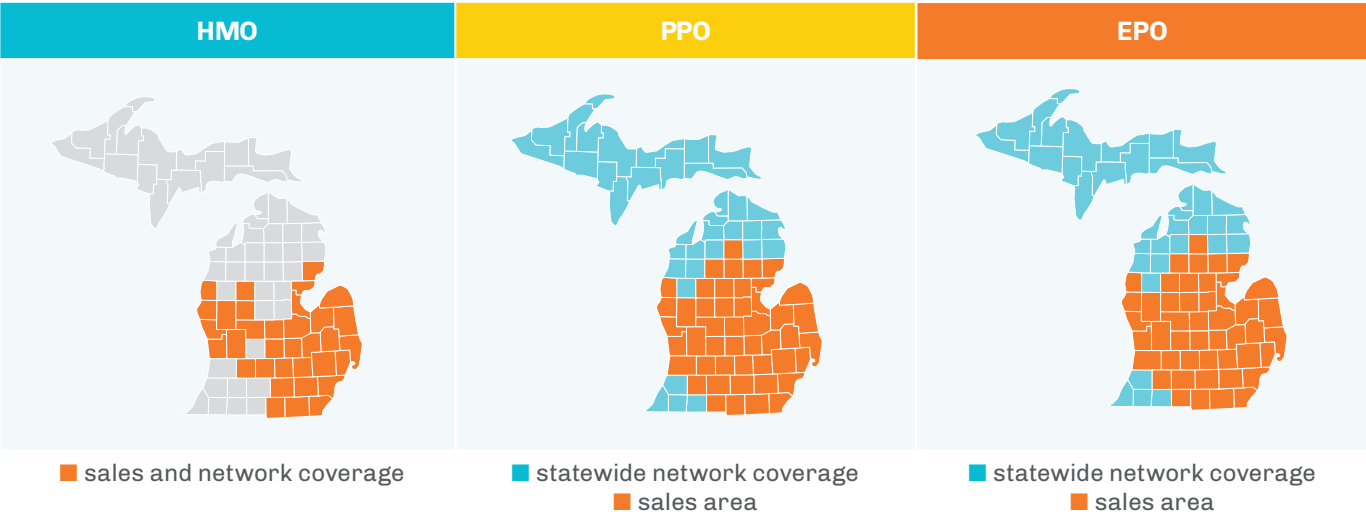 HMO
PPO
EPO
sales and network coverage
statewide network coverage
sales area
statewide network coverage
sales area